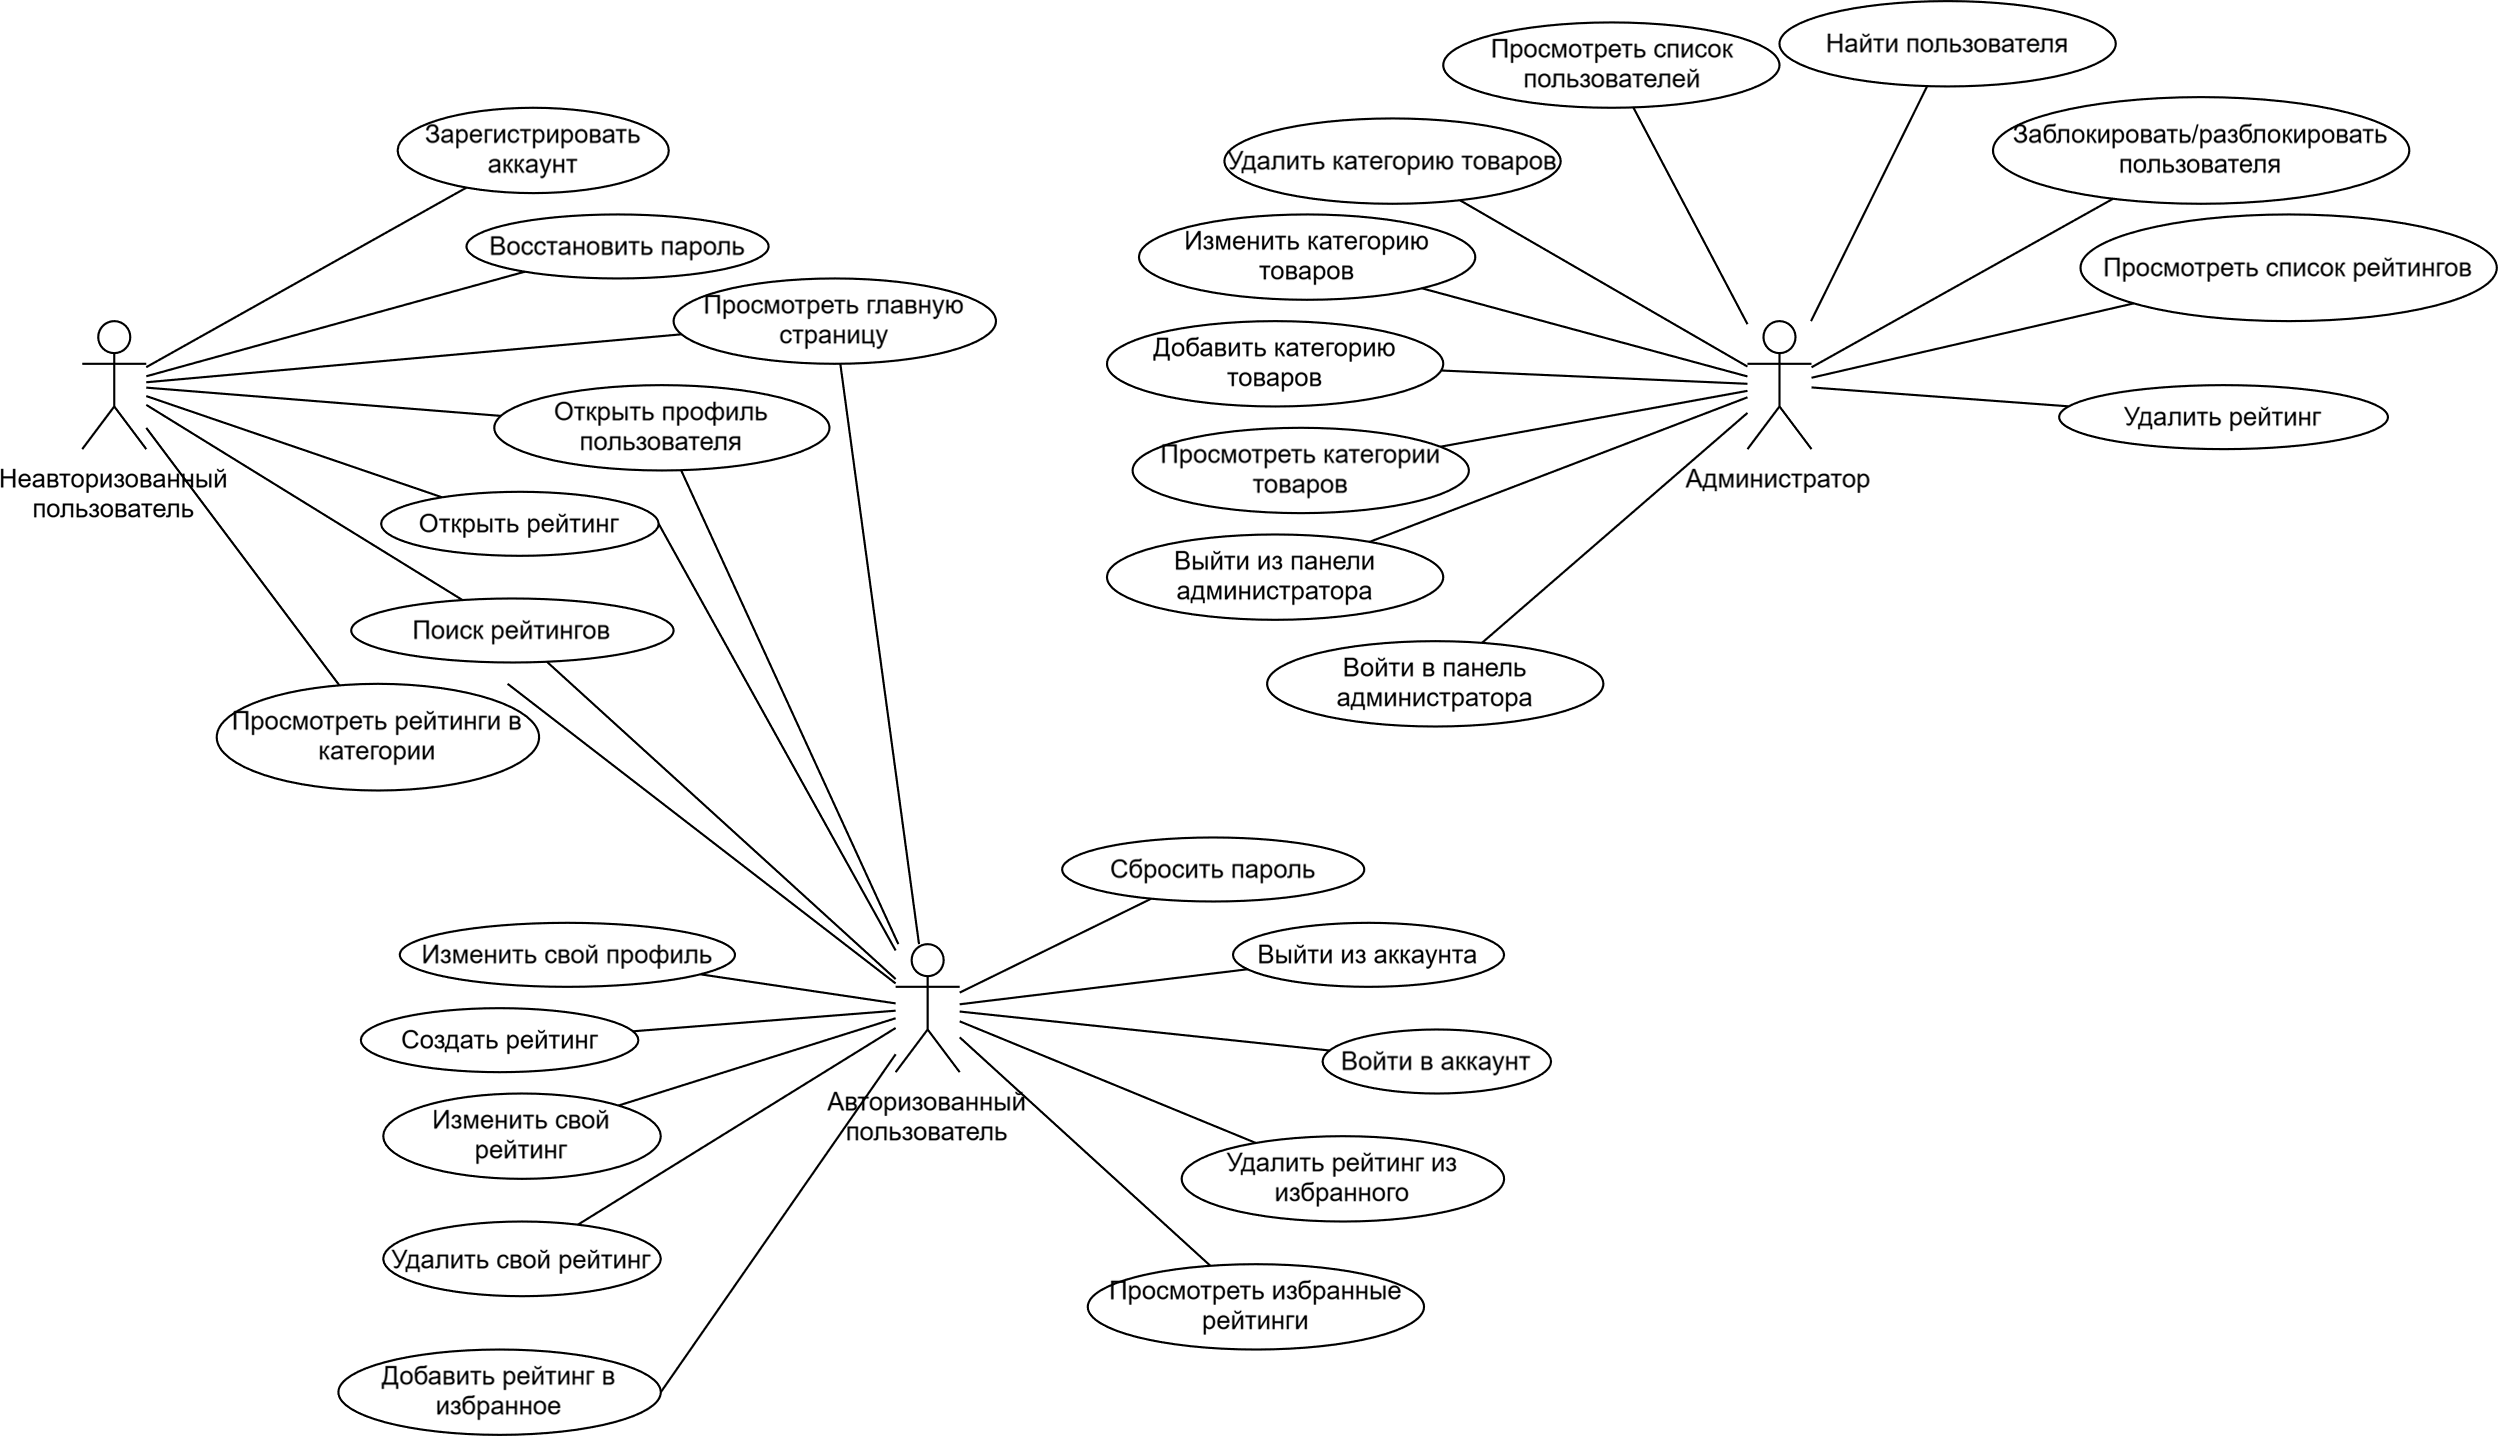 Найти пользователя
Просмотреть список
пользователей
Зарегистрировать
аккаунт
Удалить категорию товаров
Заблокировать/разблокировать
пользователя
Восстановить пароль
Изменить категорию
товаров
Просмотреть список рейтингов
Просмотреть главную
страницу
Добавить категорию
товаров
Открыть профиль
пользователя
Удалить рейтинг
Просмотреть категории
товаров
Неавторизованный
пользователь
Администратор
Открыть рейтинг
Выйти из панели
администратора
Поиск рейтингов
Войти в панель
администратора
Просмотреть рейтинги в
категории
Сбросить пароль
Изменить свой профиль
Выйти из аккаунта
Создать рейтинг
Войти в аккаунт
Изменить свой
рейтинг
Авторизованный
пользователь
Удалить рейтинг из
избранного
Удалить свой рейтинг
Просмотреть избранные
рейтинги
Добавить рейтинг в
избранное